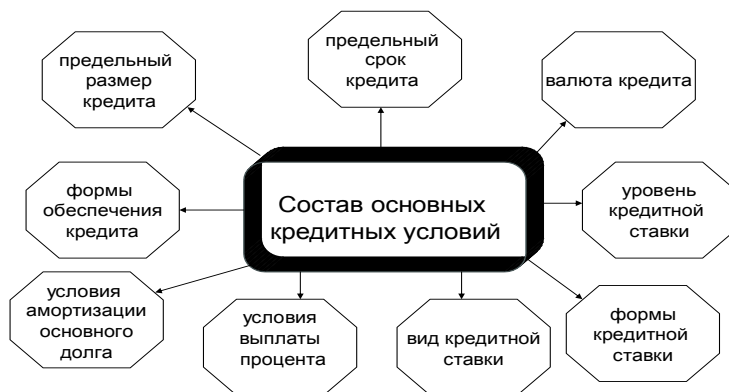 предельный
размер
кредита
предельный
срок
кредита
валюта кредита
формы
обеспечения
кредита
Состав основных
кредитных условий
уровень
кредитной
ставки
условия
амортизации
основного
долга
условия
выплаты
процента
вид кредитной
ставки
формы
кредитной
ставки